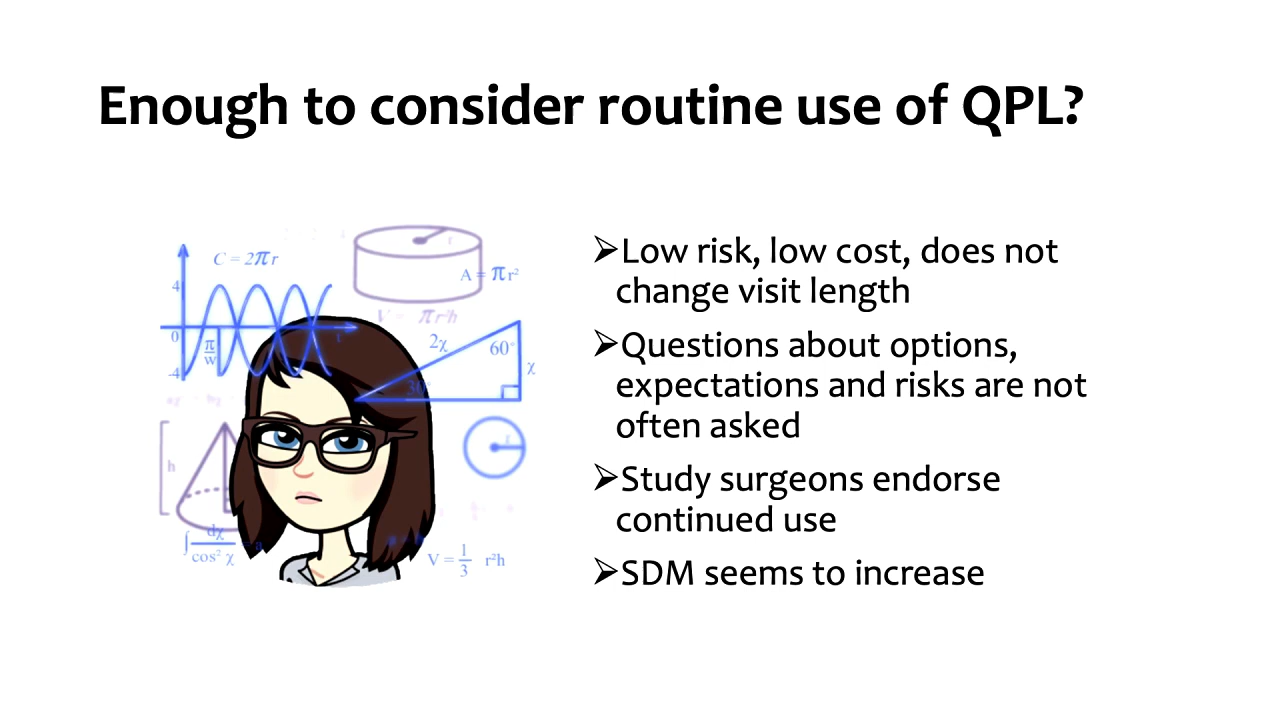 Enough to consider routine use of QPL?
C = 2πr
4
0
-4
π
w
t
r
A = πr²
V = πr²h
2χ
60°
χ
30°
h
r
∫ dχ
cos² χ
V = 1
3
r²h
➢Low risk, low cost, does not
change visit length
➢Questions about options,
expectations and risks are not
often asked
➢Study surgeons endorse
continued use
➢SDM seems to increase